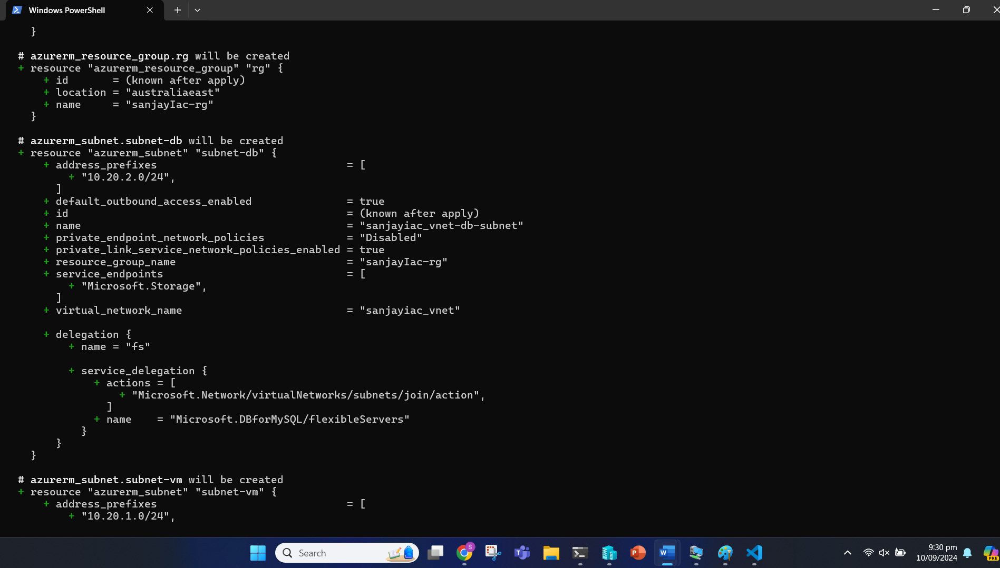 Windows PowerShell
}
# azurerm_resource_group.rg will be created
+ resource "azurerm_resource_group" "rg" {
+ id = (known after apply)
+ location = "australiaeast"
+ name = "sanjayIac-rg"
}
# azurerm_subnet.subnet-db will be created
+ resource "azurerm_subnet" "subnet-db" {
+ address_prefixes = [
+ "10.20.2.0/24",
]
+ default_outbound_access_enabled = true
+ id = (known after apply)
+ name = "sanjayiac_vnet-db-subnet"
+ private_endpoint_network_policies = "Disabled"
+ private_link_service_network_policies_enabled = true
+ resource_group_name = "sanjayIac-rg"
+ service_endpoints = [
+ "Microsoft.Storage",
]
+ virtual_network_name = "sanjayiac_vnet"
+ delegation {
+ name = "fs"
+ service_delegation {
+ actions = [
+ "Microsoft.Network/virtualNetworks/subnets/join/action",
]
+ name = "Microsoft.DBforMySQL/flexibleServers"
}
}
}
# azurerm_subnet.subnet-vm will be created
+ resource "azurerm_subnet" "subnet-vm" {
+ address_prefixes = [
+ "10.20.1.0/24",
Search
S
T
P
W
9:30 pm
10/09/2024
PRE